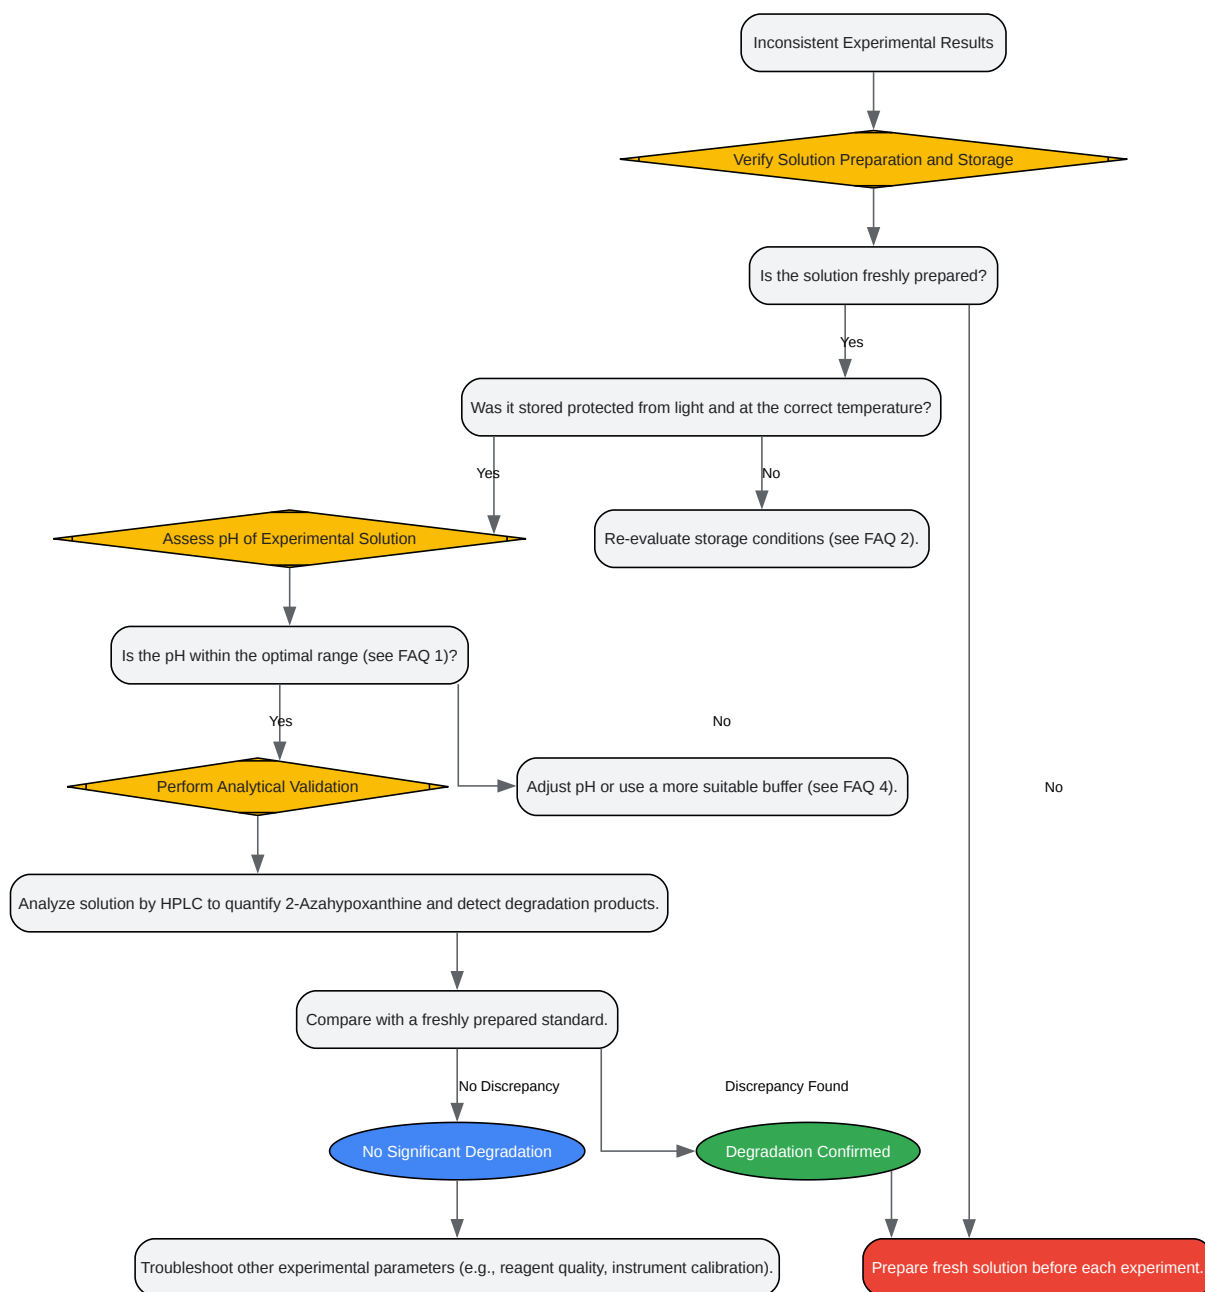 Inconsistent Experimental Results
Verify Solution Preparation and Storage
Is the solution freshly prepared?
Yes
Was it stored protected from light and at the correct temperature?
Yes
No
Assess pH of Experimental Solution
Re-evaluate storage conditions (see FAQ 2).
Is the pH within the optimal range (see FAQ 1)?
Yes
No
Perform Analytical Validation
Adjust pH or use a more suitable buffer (see FAQ 4).
No
Analyze solution by HPLC to quantify 2-Azahypoxanthine and detect degradation products.
Compare with a freshly prepared standard.
No Discrepancy
Discrepancy Found
No Significant Degradation
Degradation Confirmed
Troubleshoot other experimental parameters (e.g., reagent quality, instrument calibration).
Prepare fresh solution before each experiment.